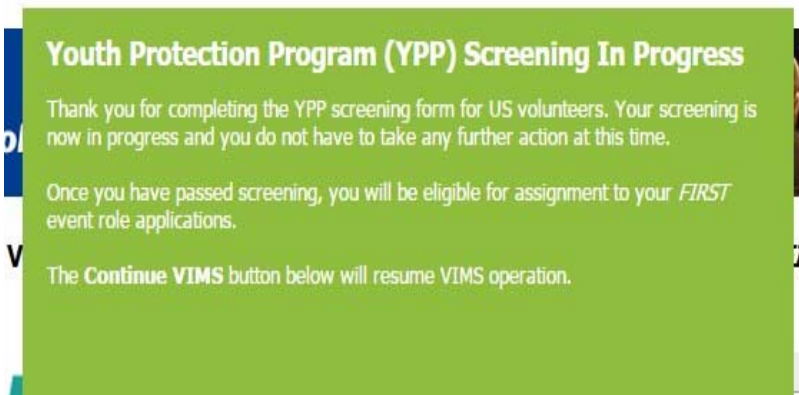 Youth Protection Program (YPP) Screening In Progress
Thank you for completing the YPP screening form for US volunteers. Your screening is
now in progress and you do not have to take any further action at this time.
Once you have passed screening, you will be eligible for assignment to your FIRST
event role applications.
The Continue VIMS button below will resume VIMS operation.